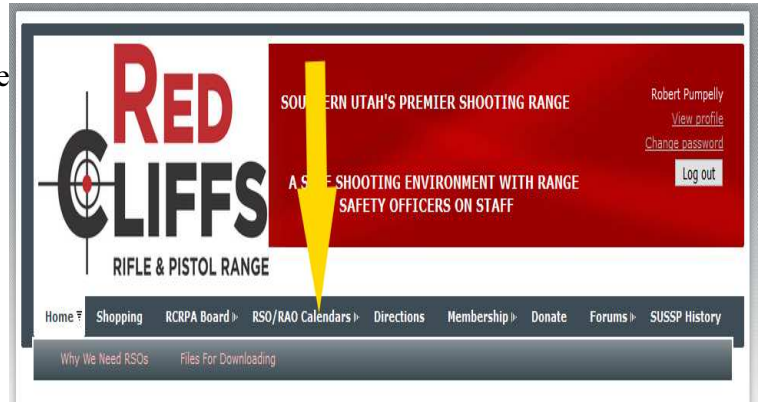 e
RED
CLIFFS
RIFLE & PISTOL RANGE
UTAH'S PREMIER SHOOTING RANGE
A SHOOTING ENVIRONMENT WITH RANGE
SAFETY OFFICERS ON STAFF
Robert Pumpelly
View profile
Change password
Log out
Home Shopping RCRPA Board RSO/RAO Calendars Directions Membership Donate Forums SUSSP History
Why We Need RSOs Files For Downloading